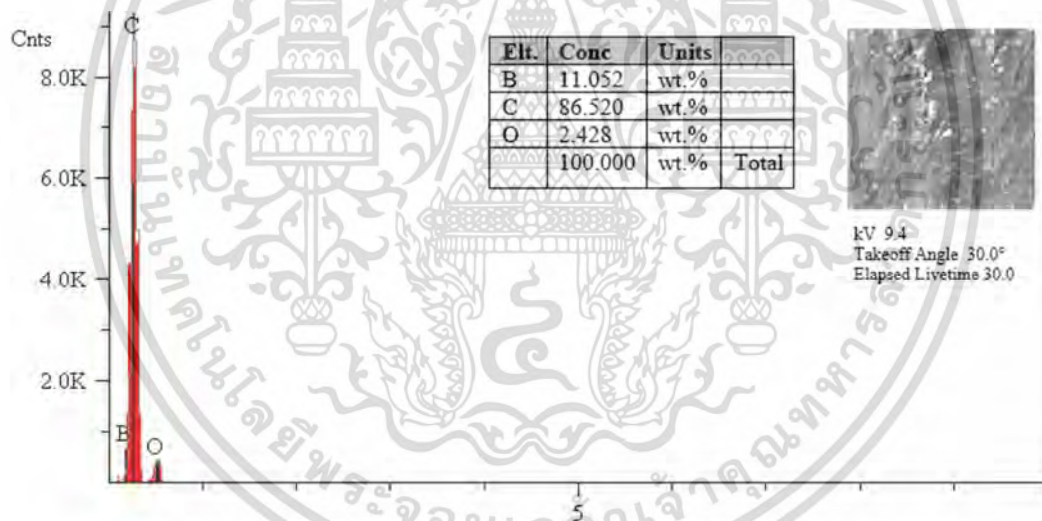 Cnts
C
8.0K
6.0K
4.0K
2.0K
B
O
5
Elt. Conc Units
B 11.052 wt.%
C 86.520 wt.%
O 2.428 wt.%
100.000 wt.% Total
kV 9.4
Takeoff Angle 30.0°
Elapsed Livetime 30.0